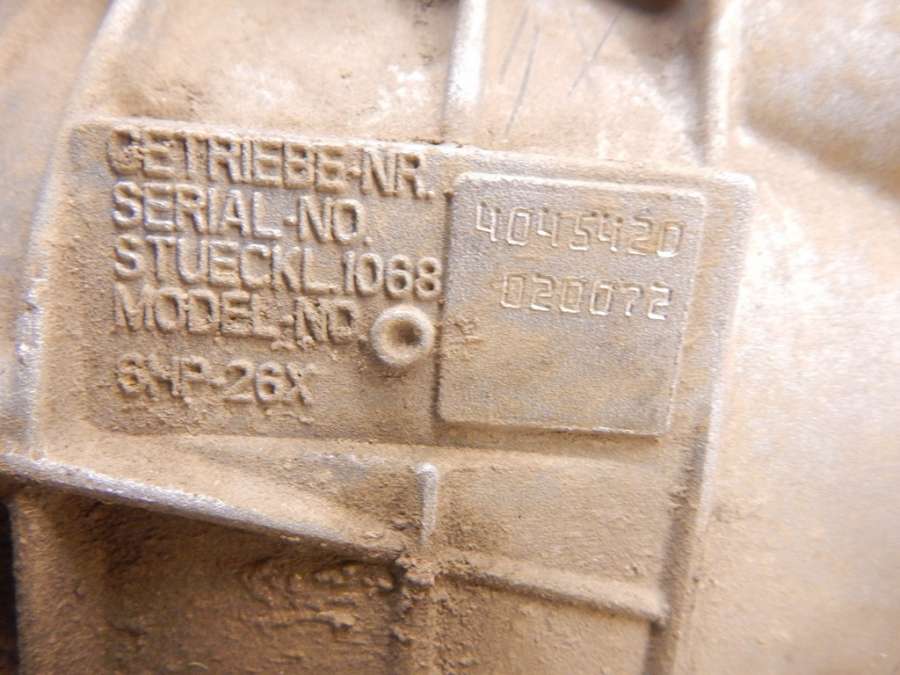 GETRIEBE-NR.
SERIAL-NO.
STUECKL.1068
MODEL-NO.
6HP-26X
4045420
020072